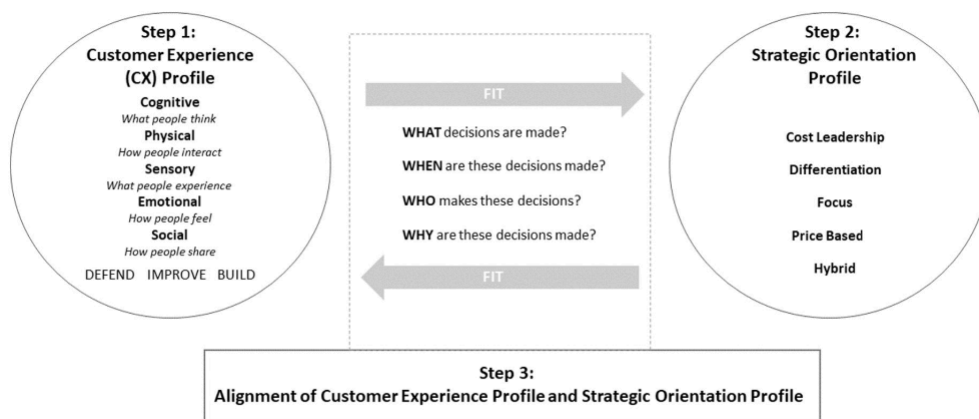 Step 1:
Customer Experience
(CX) Profile
Cognitive
What people think
Physical
How people interact
Sensory
What people experience
Emotional
How people feel
Social
How people share
DEFEND IMPROVE BUILD
FIT
WHAT decisions are made?
WHEN are these decisions made?
WHO makes these decisions?
WHY are these decisions made?
FIT
Step 2:
Strategic Orientation
Profile
Cost Leadership
Differentiation
Focus
Price Based
Hybrid
Step 3:
Alignment of Customer Experience Profile and Strategic Orientation Profile